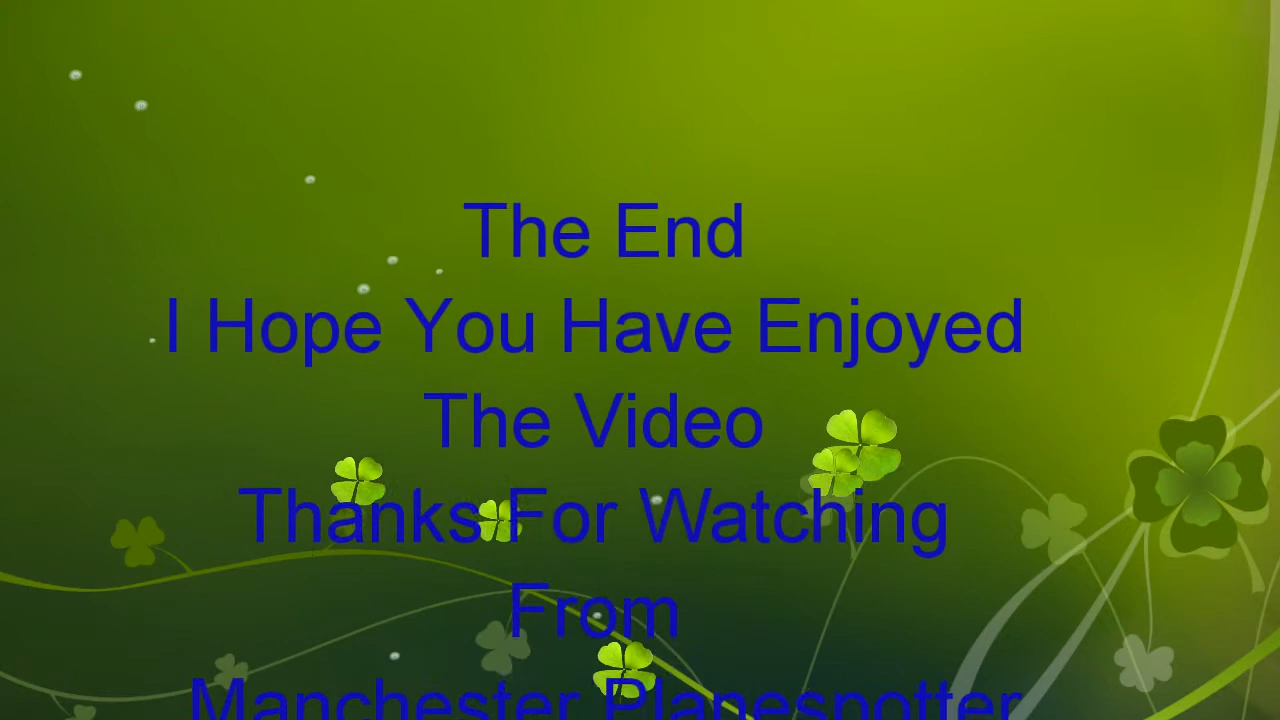 The End
I Hope You Have Enjoyed
The Video
Thanks For Watching
From
Manchester Planespotter